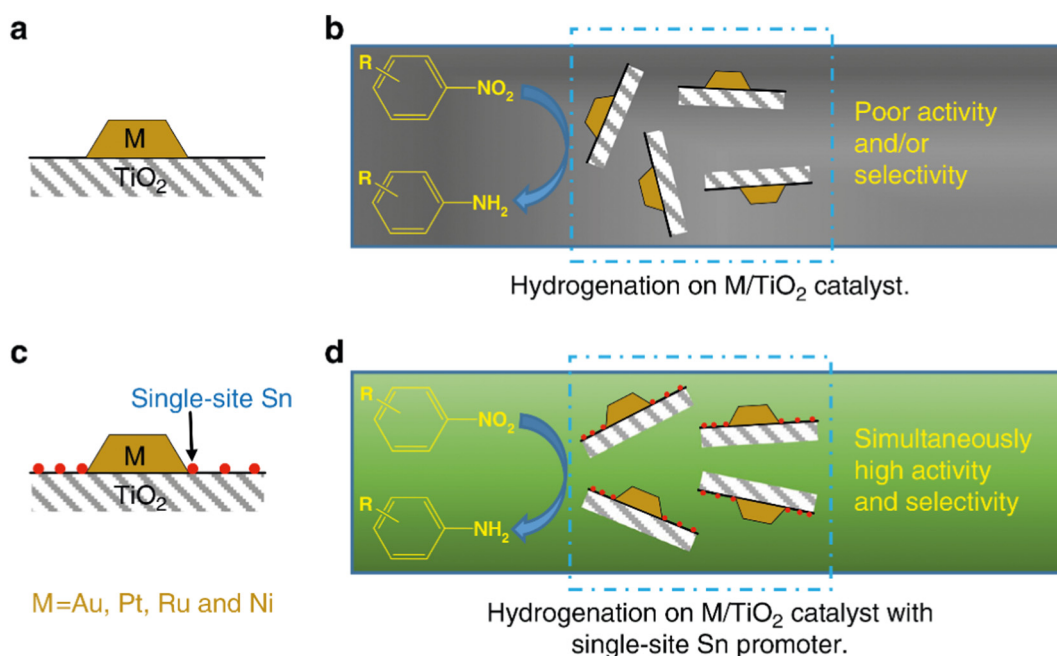 a
M
TiO₂
b
R
NO₂
R
NH₂
Poor activity
and/or
selectivity
Hydrogenation on M/TiO₂ catalyst.
c
Single-site Sn
M
TiO₂
M=Au, Pt, Ru and Ni
d
R
NO₂
R
NH₂
Simultaneously
high activity
and selectivity
Hydrogenation on M/TiO₂ catalyst with
single-site Sn promoter.